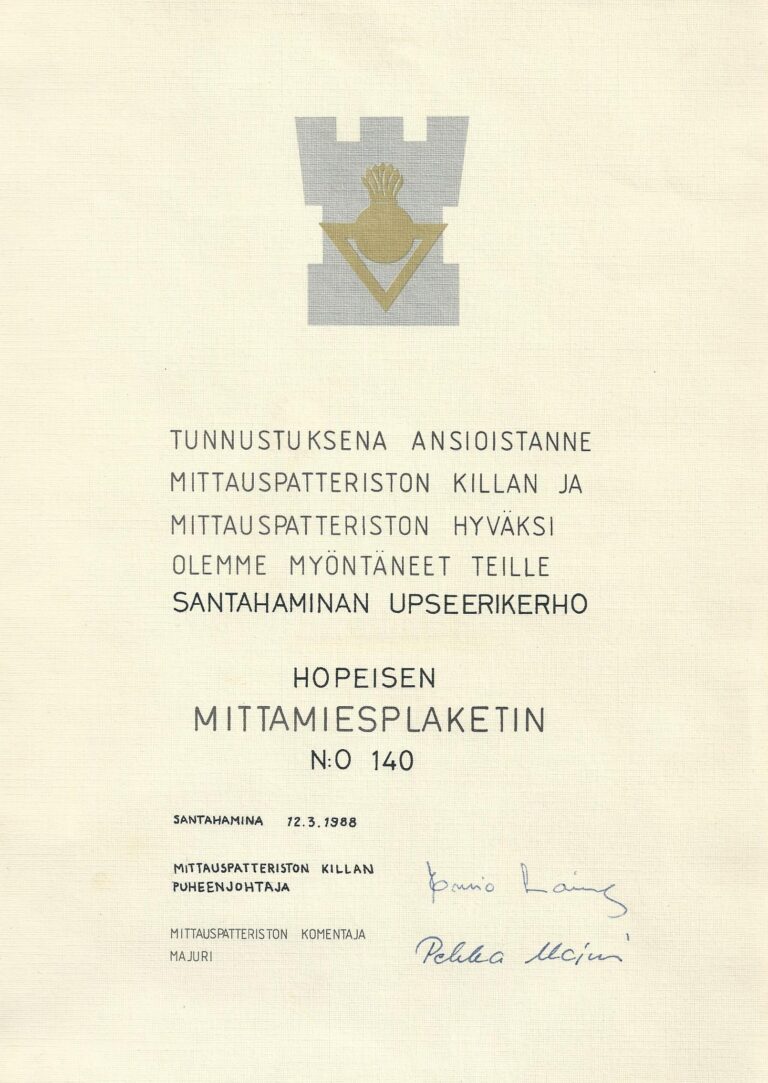 TUNNUSTUKSENA ANSIOISTANNE
MITTAUSPATTERISTON KILLAN JA
MITTAUSPATTERISTON HYVÄKSI
OLEMME MYÖNTÄNEET TEILLE
SANTAHAMINAN UPSEERIKERHO
HOPEISEN
MITTAMIESPLAKETIN
N:O 140
SANTAHAMINA 12.3.1988
MITTAUSPATTERISTON KILLAN
PUHEENJOHTAJA
MITTAUSPATTERISTON KOMENTAJA
MAJURI
Pekka